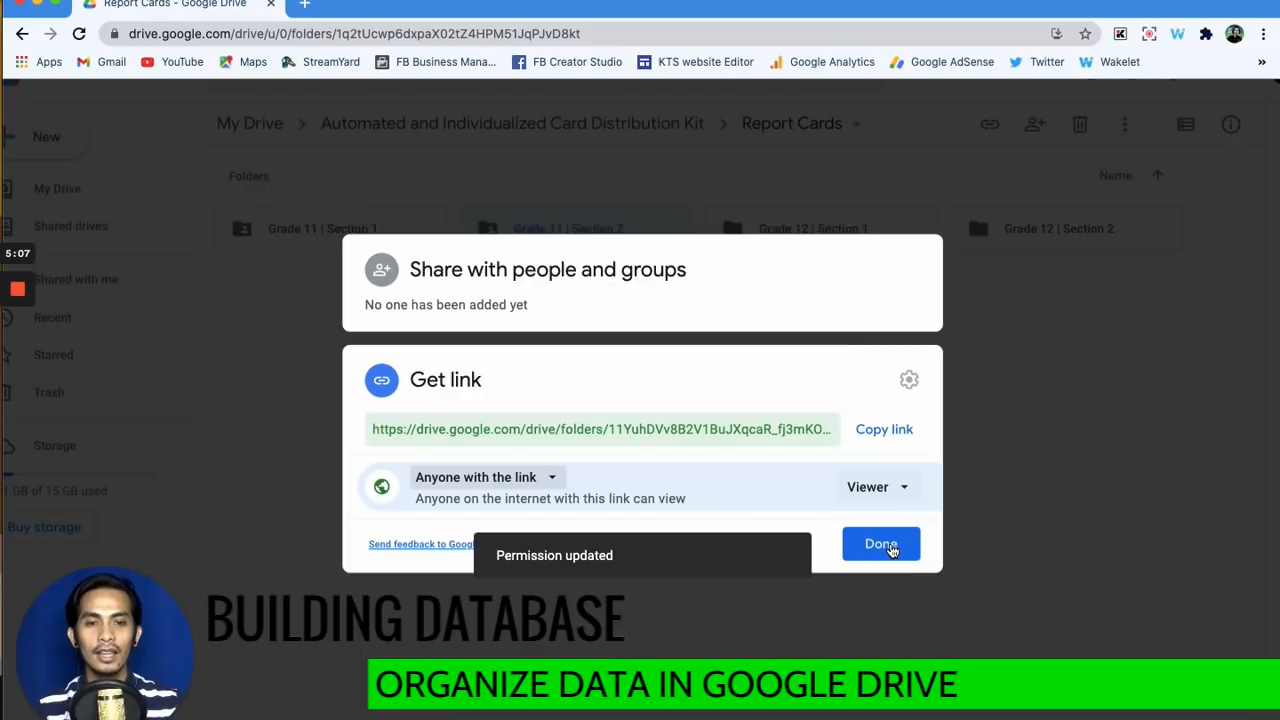 Report Cards - Google Drive
drive.google.com/drive/u/0/folders/1q2tUcwp6dxpaX02tZ4HPM51JqPJvD8kt
Apps Gmail YouTube Maps StreamYard FB Business Mana... FB Creator Studio KTS website Editor Google Analytics Google AdSense Twitter Wakelet »
New
My Drive > Automated and Individualized Card Distribution Kit > Report Cards
Folders
Name
My Drive
Shared drives
Shared with me
Recent
Starred
Trash
Storage
1 GB of 15 GB used
Buy storage
5:07
Grade 11 | Section 1
Grade 11 | Section 2
Grade 12 | Section 1
Grade 12 | Section 2
Share with people and groups
No one has been added yet
Get link
https://drive.google.com/drive/folders/11YuhDVv8B2V1BuJXqcaR_fj3mKO...
Copy link
Anyone with the link
Anyone on the internet with this link can view
Viewer
Send feedback to Googl
Permission updated
Done
BUILDING DATABASE
ORGANIZE DATA IN GOOGLE DRIVE